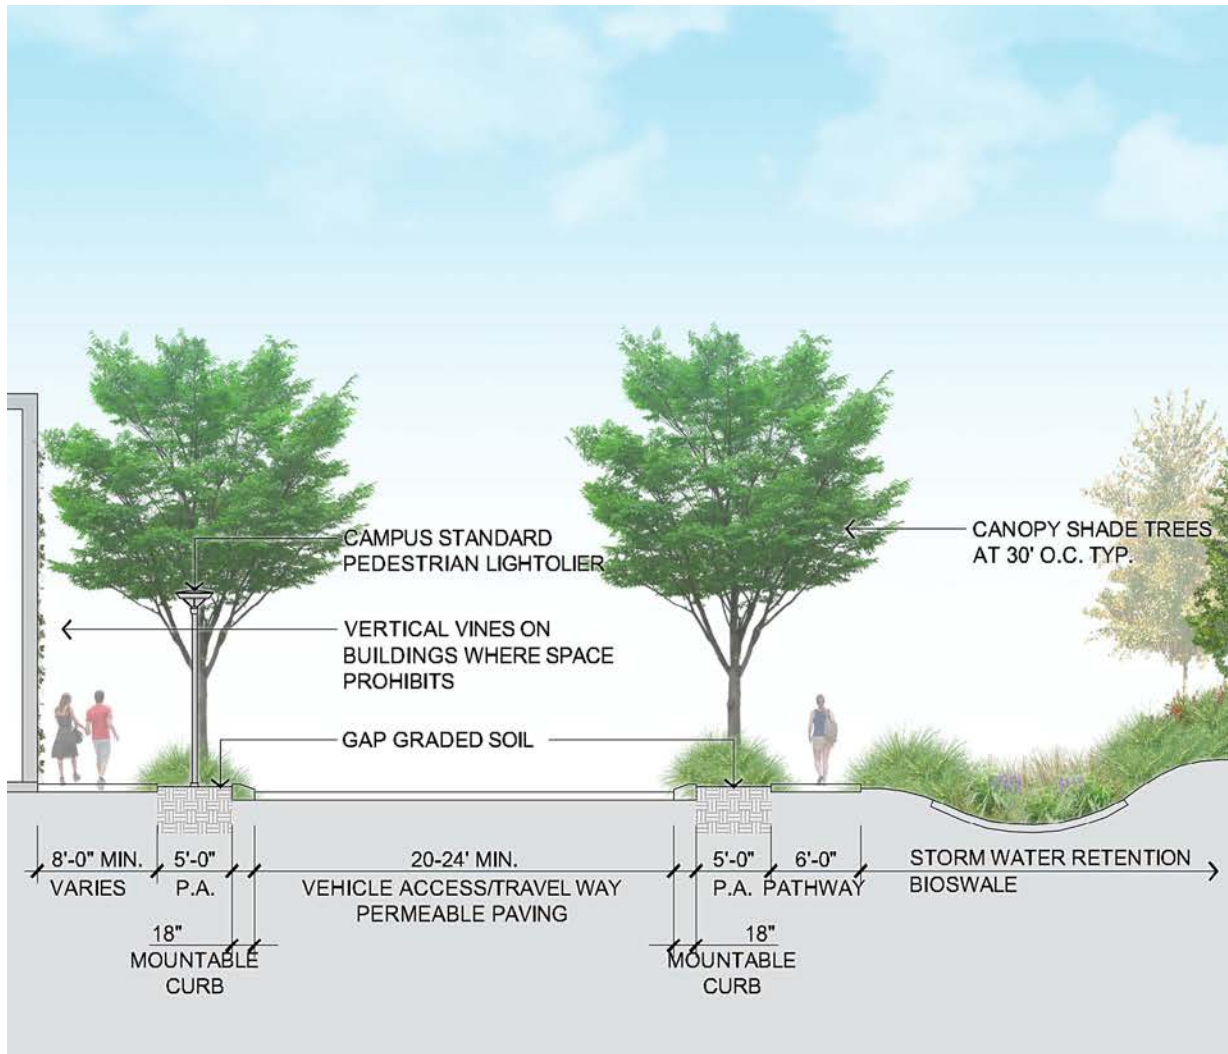 CAMPUS STANDARD
PEDESTRIAN LIGHTOLIER
CANOPY SHADE TREES
AT 30' O.C. TYP.
VERTICAL VINES ON
BUILDINGS WHERE SPACE
PROHIBITS
GAP GRADED SOIL
8'-0" MIN.
VARIES
5'-0"
P.A.
20-24' MIN.
VEHICLE ACCESS/TRAVEL WAY
PERMEABLE PAVING
5'-0"
P.A.
6'-0"
PATHWAY
STORM WATER RETENTION
BIOSWALE
18"
MOUNTABLE
CURB
18"
MOUNTABLE
CURB